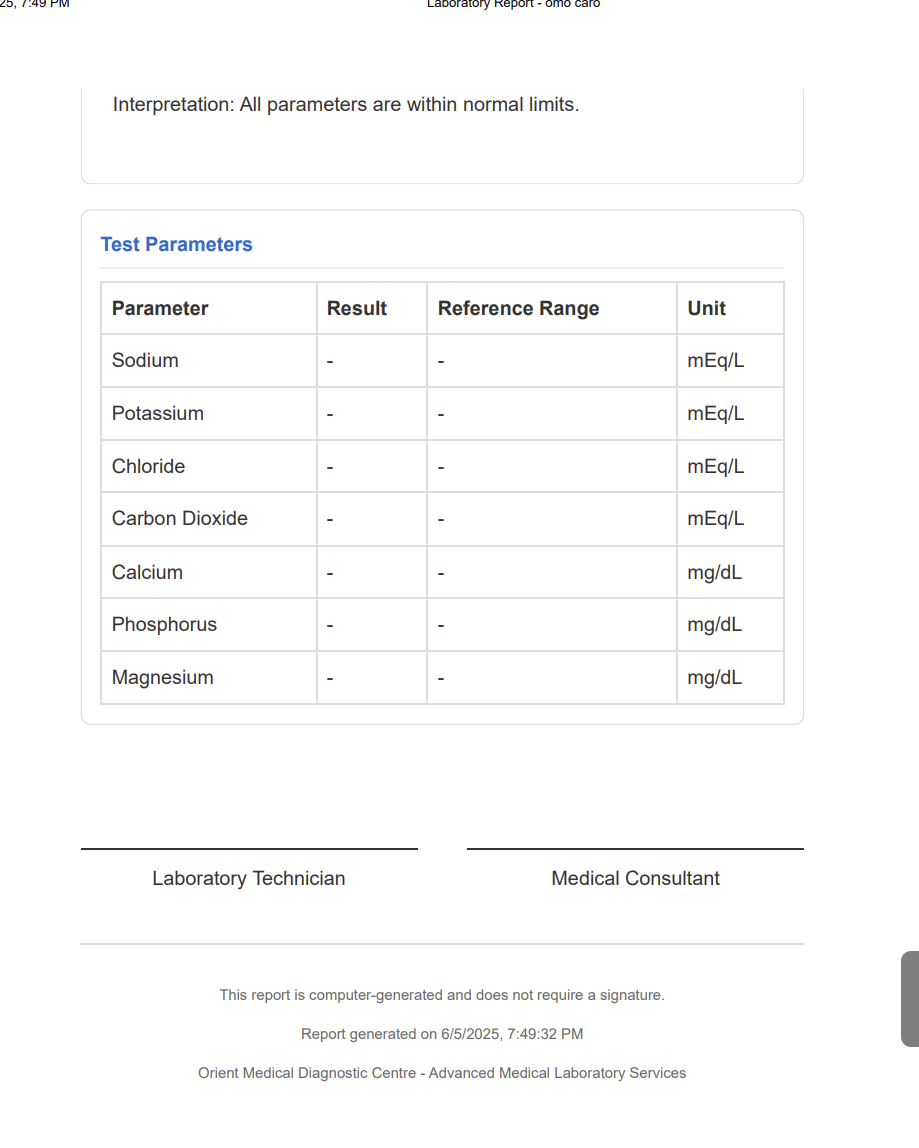 25, 7:49 PM Laboratory Report - omo caro
Interpretation: All parameters are within normal limits.
Test Parameters
Parameter Result Reference Range Unit
Sodium - - mEq/L
Potassium - - mEq/L
Chloride - - mEq/L
Carbon Dioxide - - mEq/L
Calcium - - mg/dL
Phosphorus - - mg/dL
Magnesium - - mg/dL
Laboratory Technician Medical Consultant
This report is computer-generated and does not require a signature.
Report generated on 6/5/2025, 7:49:32 PM
Orient Medical Diagnostic Centre - Advanced Medical Laboratory Services